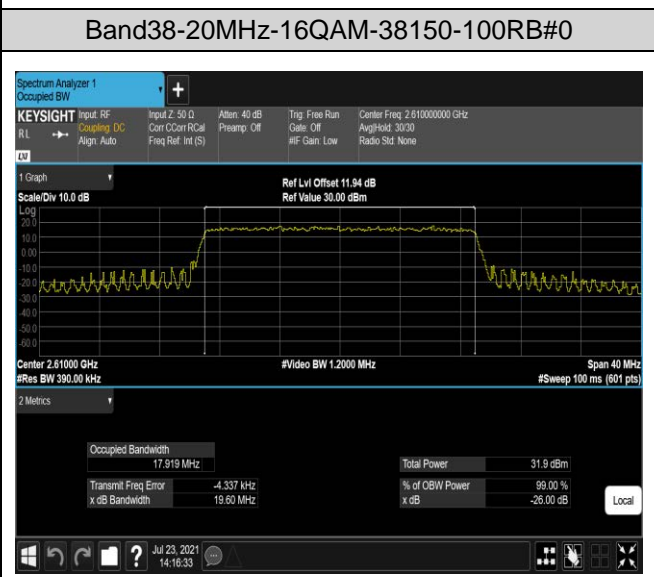 Band38-20MHz-16QAM-38150-100RB#0
Spectrum Analyzer 1
Occupied BW
+
KEYSIGHT
RL
LXI
Input: RF
Coupling: DC
Align: Auto
Input Z: 50 Ω
Corr CCorr RCal
Freq Ref: Int (S)
Atten: 40 dB
Preamp: Off
Trig: Free Run
Gate: Off
#IF Gain: Low
Center Freq: 2.610000000 GHz
Avg|Hold: 30/30
Radio Std: None
1 Graph
Scale/Div 10.0 dB
Ref Lvl Offset 11.94 dB
Ref Value 30.00 dBm
Log
20.0
10.0
0.00
-10.0
-20.0
-30.0
-40.0
-50.0
-60.0
Center 2.61000 GHz
#Video BW 1.2000 MHz
Span 40 MHz
#Res BW 390.00 kHz
#Sweep 100 ms (601 pts)
2 Metrics
Occupied Bandwidth
17.919 MHz
Total Power 31.9 dBm
Transmit Freq Error -4.337 kHz
% of OBW Power 99.00 %
x dB Bandwidth 19.60 MHz
x dB -26.00 dB
Local
?
Jul 23, 2021
14:16:33